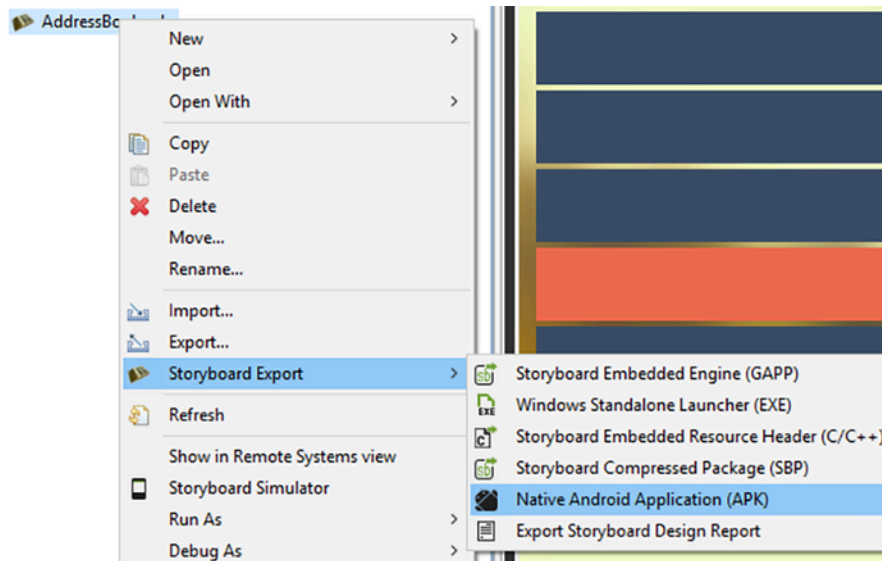 New
Open
Open With
Copy
Paste
Delete
Move...
Rename...
Import...
Export...
Storyboard Export
Refresh
Show in Remote Systems view
Storyboard Simulator
Run As
Debug As
Storyboard Embedded Engine (GAPP)
Windows Standalone Launcher (EXE)
Storyboard Embedded Resource Header (C/C++)
Storyboard Compressed Package (SBP)
Native Android Application (APK)
Export Storyboard Design Report